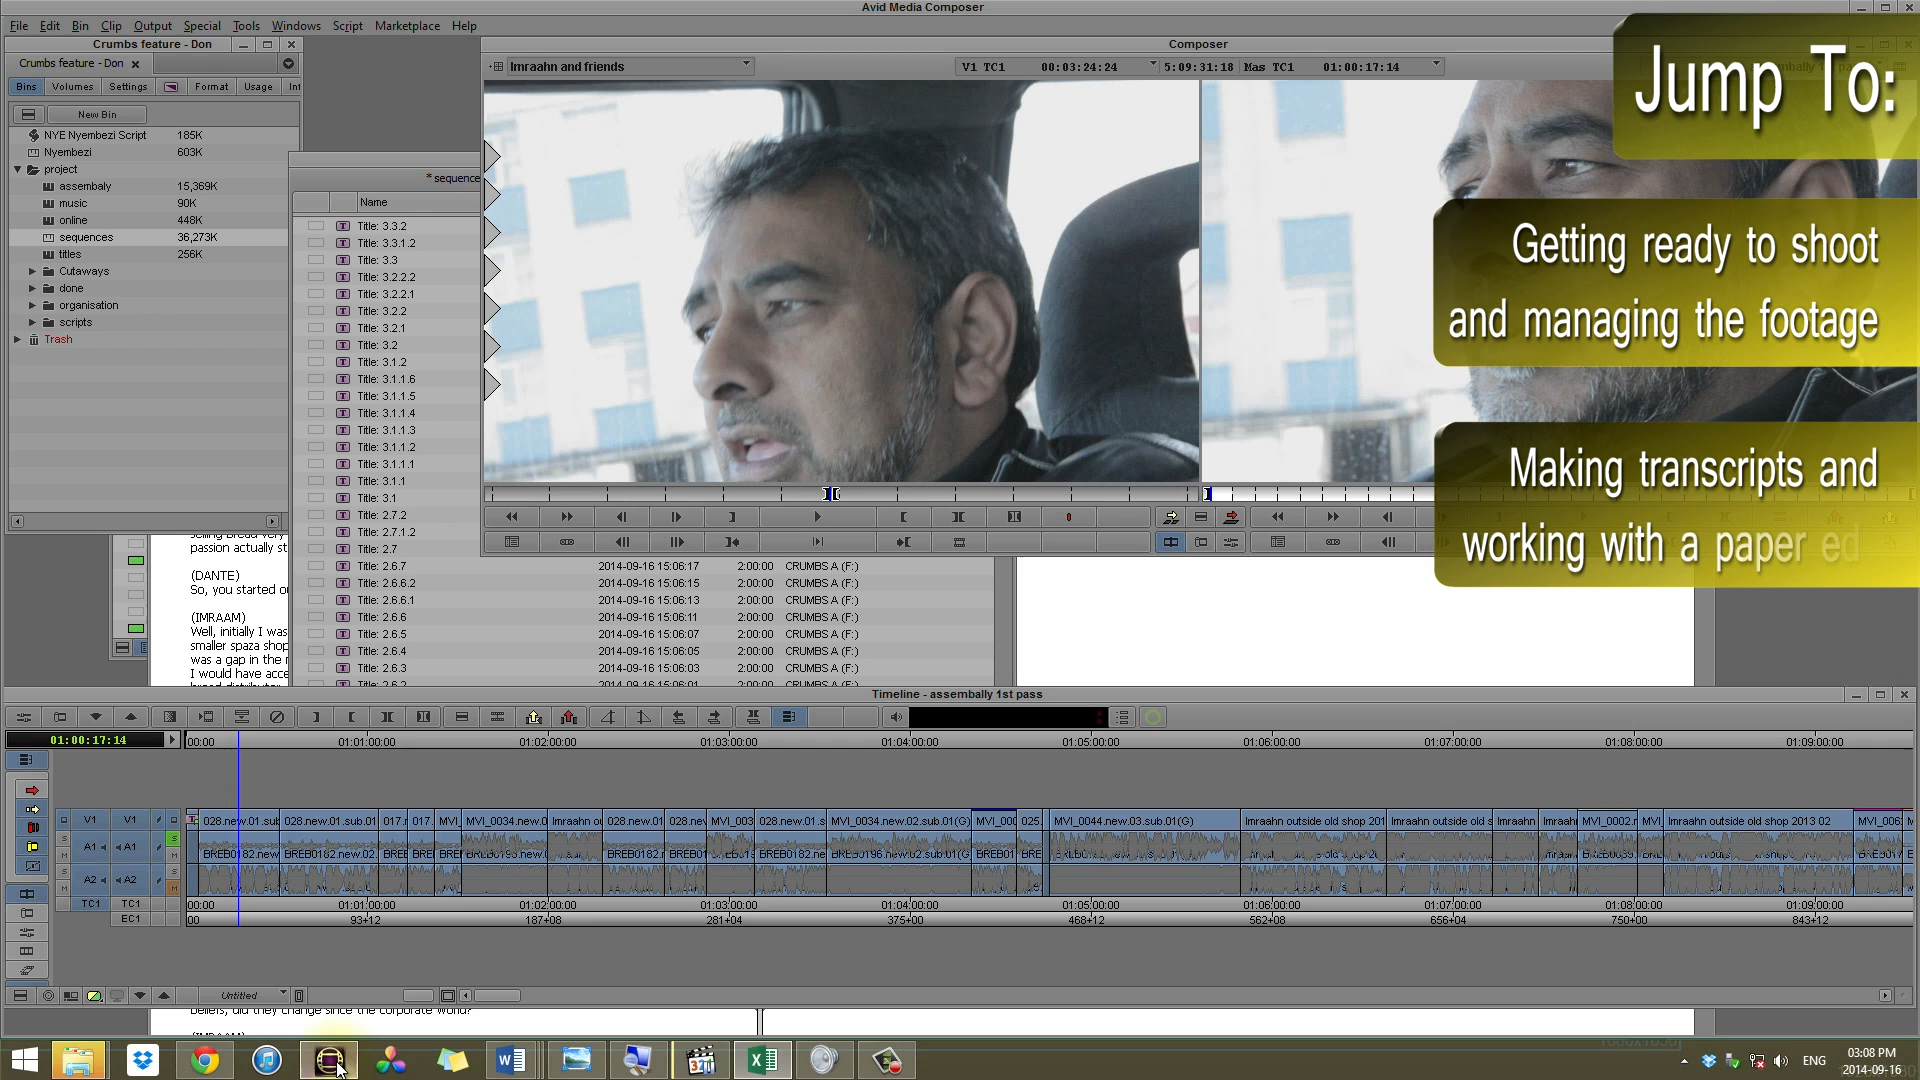 Avid Media Composer
File Edit Bin Clip Output Special Tools Windows Script Marketplace Help
Crumbs feature - Don
Crumbs feature - Don
Bins Volumes Settings Format Usage
New Bin
NYE Nyembezi Script 185K
Nyembezi 603K
project
assembaly 15,369K
music 90K
online 448K
sequences 36,273K
titles 256K
Cutaways
done
organisation
scripts
Trash
Composer
Imraahn and friends V1 TC1 00:03:24:24 5:09:31:18 Mas TC1 01:00:17:14
Jump To:
Getting ready to shoot
and managing the footage
Making transcripts and
working with a paper ed
*sequence
Name
Title: 3.3.2
Title: 3.3.1.2
Title: 3.3
Title: 3.2.2.2
Title: 3.2.2.1
Title: 3.2.2
Title: 3.2.1
Title: 3.2
Title: 3.1.2
Title: 3.1.1.6
Title: 3.1.1.5
Title: 3.1.1.4
Title: 3.1.1.3
Title: 3.1.1.2
Title: 3.1.1.1
Title: 3.1.1
Title: 3.1
Title: 2.7.2
Title: 2.7.1.2
Title: 2.7
Title: 2.6.7 2014-09-16 15:06:17 2:00:00 CRUMBS A (F:)
Title: 2.6.6.2 2014-09-16 15:06:15 2:00:00 CRUMBS A (F:)
Title: 2.6.6.1 2014-09-16 15:06:13 2:00:00 CRUMBS A (F:)
Title: 2.6.6 2014-09-16 15:06:11 2:00:00 CRUMBS A (F:)
Title: 2.6.5 2014-09-16 15:06:07 2:00:00 CRUMBS A (F:)
Title: 2.6.4 2014-09-16 15:06:05 2:00:00 CRUMBS A (F:)
Title: 2.6.3 2014-09-16 15:06:03 2:00:00 CRUMBS A (F:)
Title: 2.6.2 2014-09-16 15:06:01 2:00:00 CRUMBS A (F:)
passion actually st
(DANTE)
So, you started o
(IMRAAM)
Well, initially I was
smaller spaza shop
was a gap in the
I would have acce
Timeline - assembally 1st pass
01:00:17:14
00:00 01:01:00:00 01:02:00:00 01:03:00:00 01:04:00:00 01:05:00:00 01:06:00:00 01:07:00:00 01:08:00:00 01:09:00:00
V1 V1 028.new.01.sub 028.new.01.sub.01 017. 017. MVI_ MVI_0034.new.0 Imraahn ou 028.new.01 028.nev MVI_003 028.new.01.s MVI_0034.new.02.sub.01(G) MVI_000 025. MVI_0044.new.03.sub.01(G) Imraahn outside old shop 201 Imraahn outside old s Imraahn Imraahn MVI_0002.r MVI_ Imraahn outside old shop 2013 02 MVI_006
A1 A1 BREB0182.new BREB0182.new.02. BREB BREB BREB0182.r BREB0182.ne BREB0196.new.02.sub.01(G) BREB01 BRE
A2 A2
TC1 TC1 00:00 01:01:00:00 01:02:00:00 01:03:00:00 01:04:00:00 01:05:00:00 01:06:00:00 01:07:00:00 01:08:00:00 01:09:00:00
EC1 00 93+12 187+08 281+04 375+00 468+12 562+08 656+04 750+00 843+12
Untitled
beliefs, did they change since the corporate world?
ENG 03:08 PM
2014-09-16